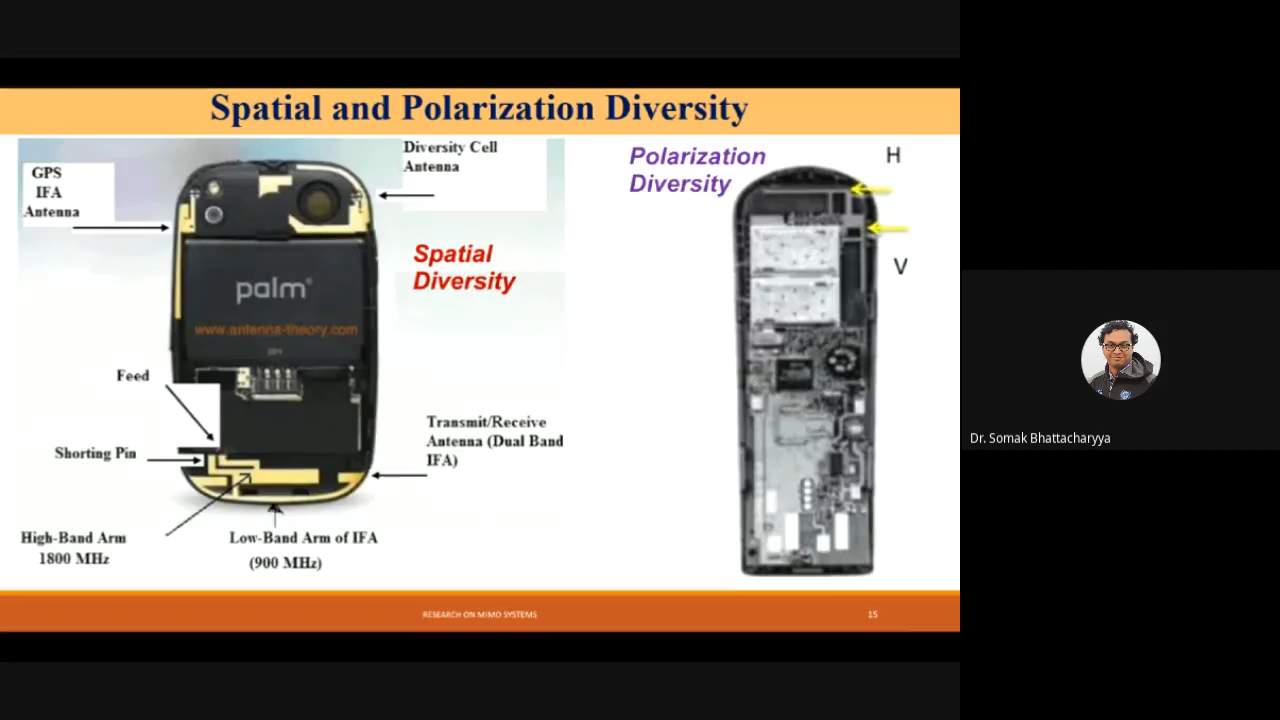 Spatial and Polarization Diversity
GPS
IFA
Antenna
Diversity Cell
Antenna
Spatial
Diversity
palm
www.antenna-theory.com
Feed
Shorting Pin
Transmit/Receive
Antenna (Dual Band
IFA)
High-Band Arm
1800 MHz
Low-Band Arm of IFA
(900 MHz)
Polarization
Diversity
H
V
RESEARCH ON MIMO SYSTEMS
15
Dr. Somak Bhattacharyya